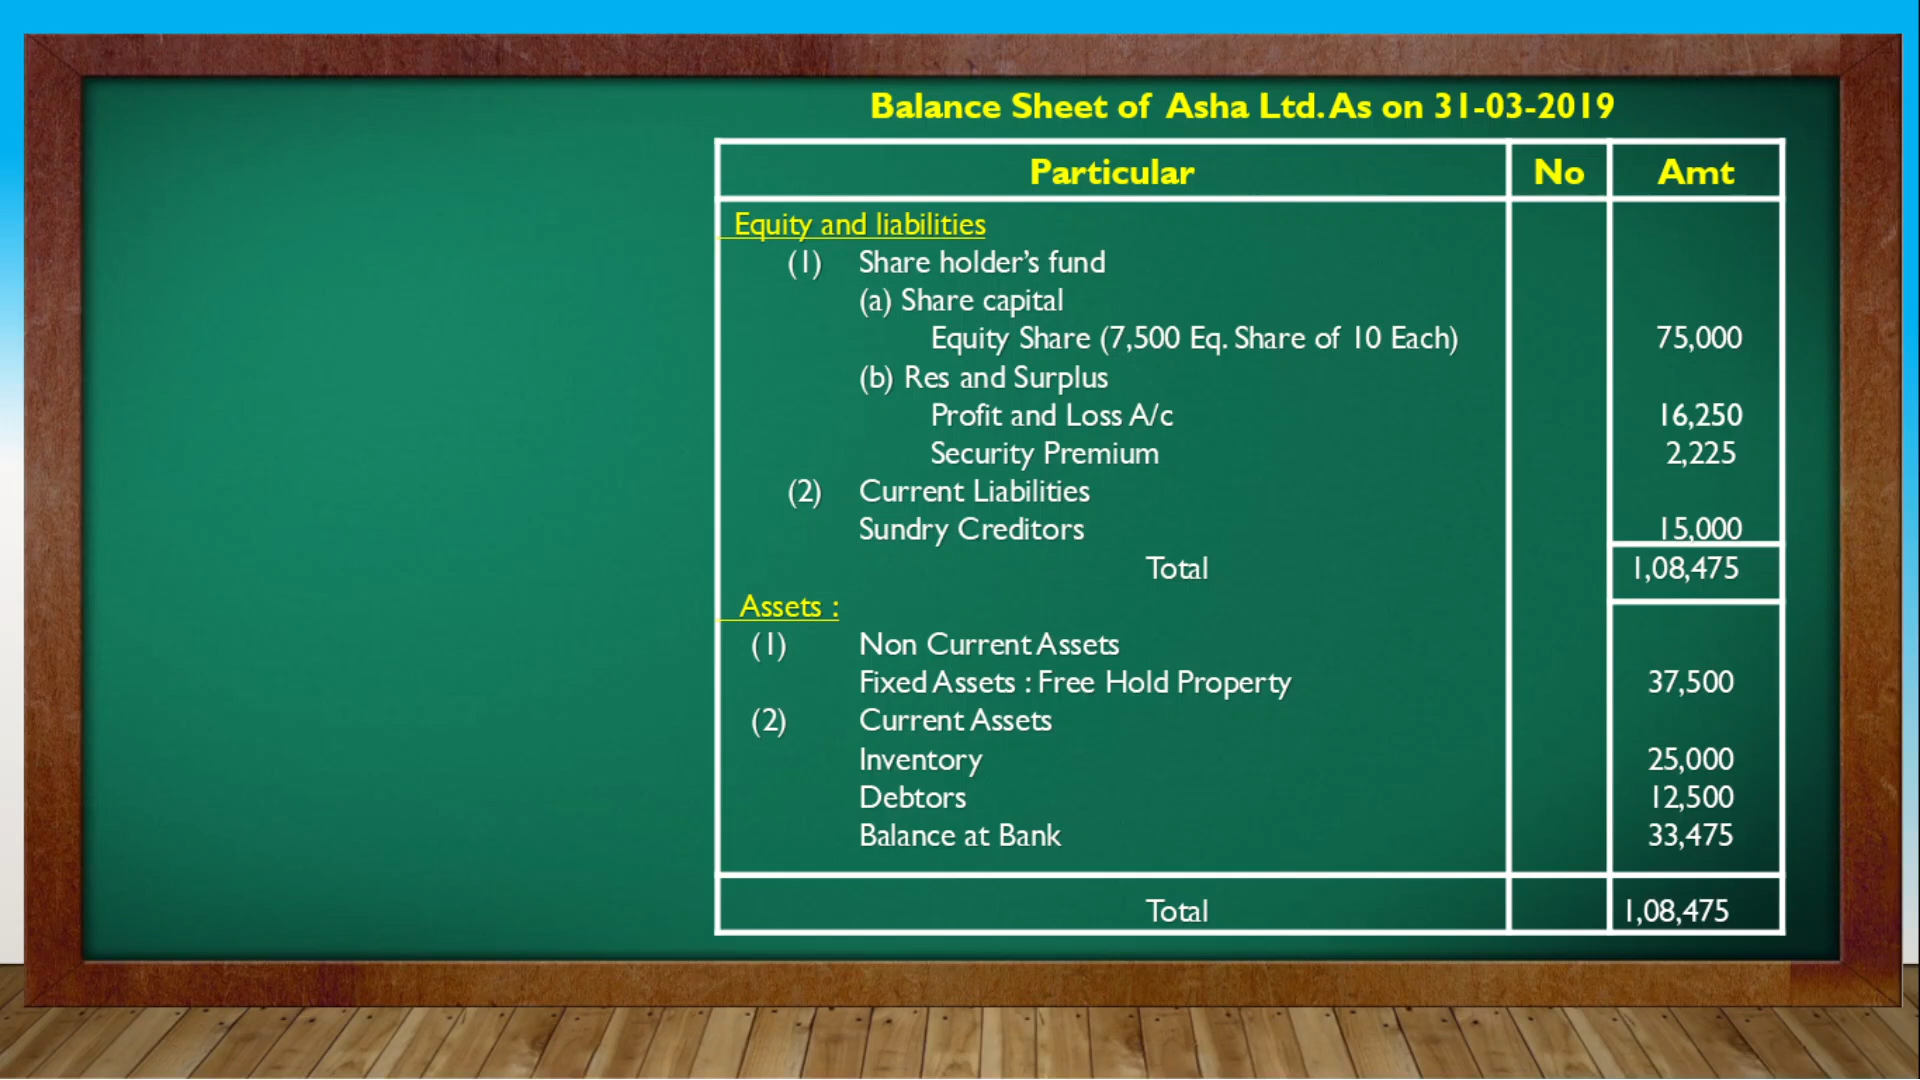 Balance Sheet of Asha Ltd. As on 31-03-2019
Particular No Amt
Equity and liabilities
(1) Share holder's fund
(a) Share capital
Equity Share (7,500 Eq. Share of 10 Each) 75,000
(b) Res and Surplus
Profit and Loss A/c 16,250
Security Premium 2,225
(2) Current Liabilities
Sundry Creditors 15,000
Total 1,08,475
Assets :
(1) Non Current Assets
Fixed Assets : Free Hold Property 37,500
(2) Current Assets
Inventory 25,000
Debtors 12,500
Balance at Bank 33,475
Total 1,08,475